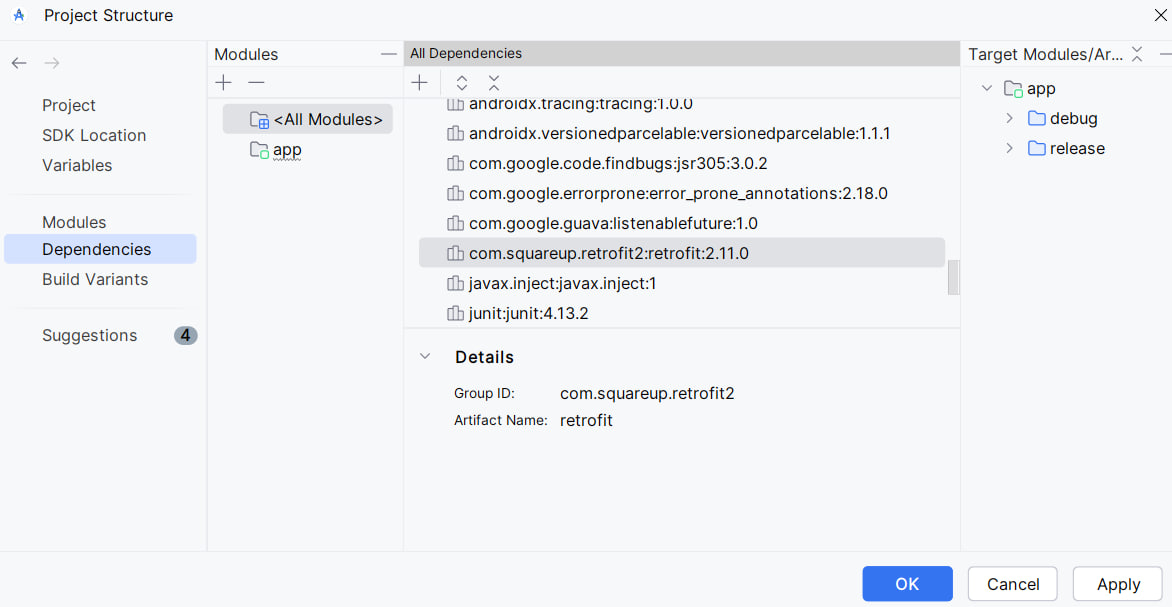 Project Structure
Project
SDK Location
Variables
Modules
Dependencies
Build Variants
Suggestions 4
Modules
<All Modules>
app
All Dependencies
androidx.tracing:tracing:1.0.0
androidx.versionedparcelable:versionedparcelable:1.1.1
com.google.code.findbugs:jsr305:3.0.2
com.google.errorprone:error_prone_annotations:2.18.0
com.google.guava:listenablefuture:1.0
com.squareup.retrofit2:retrofit:2.11.0
javax.inject:javax.inject:1
junit:junit:4.13.2
Details
Group ID: com.squareup.retrofit2
Artifact Name: retrofit
Target Modules/Ar...
app
debug
release
OK Cancel Apply